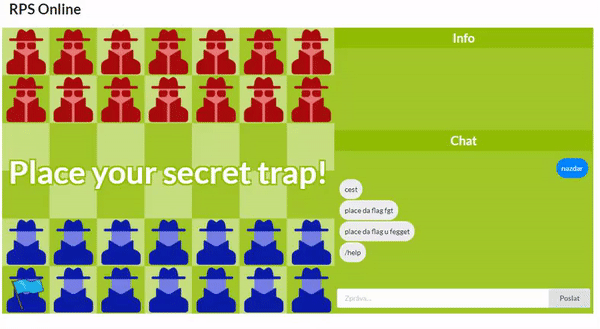 RPS Online
Info
Place your secret trap!
Chat
nazdar
cest
place da flag fgt
place da flag u fegget
/help
Zpráva...
Poslat